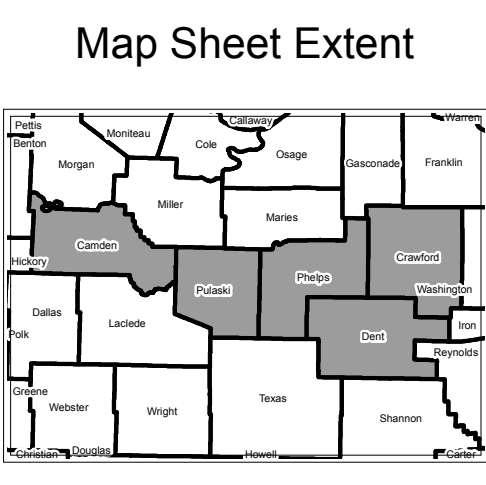 Map Sheet Extent
Pettis
Callaway
Warren
Moniteau
Benton
Cole
Osage
Morgan
Gasconade
Franklin
Miller
Maries
Camden
Crawford
Hickory
Phelps
Pulaski
Washington
Dallas
Laclede
Iron
Polk
Dent
Reynolds
Greene
Texas
Webster
Wright
Shannon
Christian
Douglas
Howell
Carter